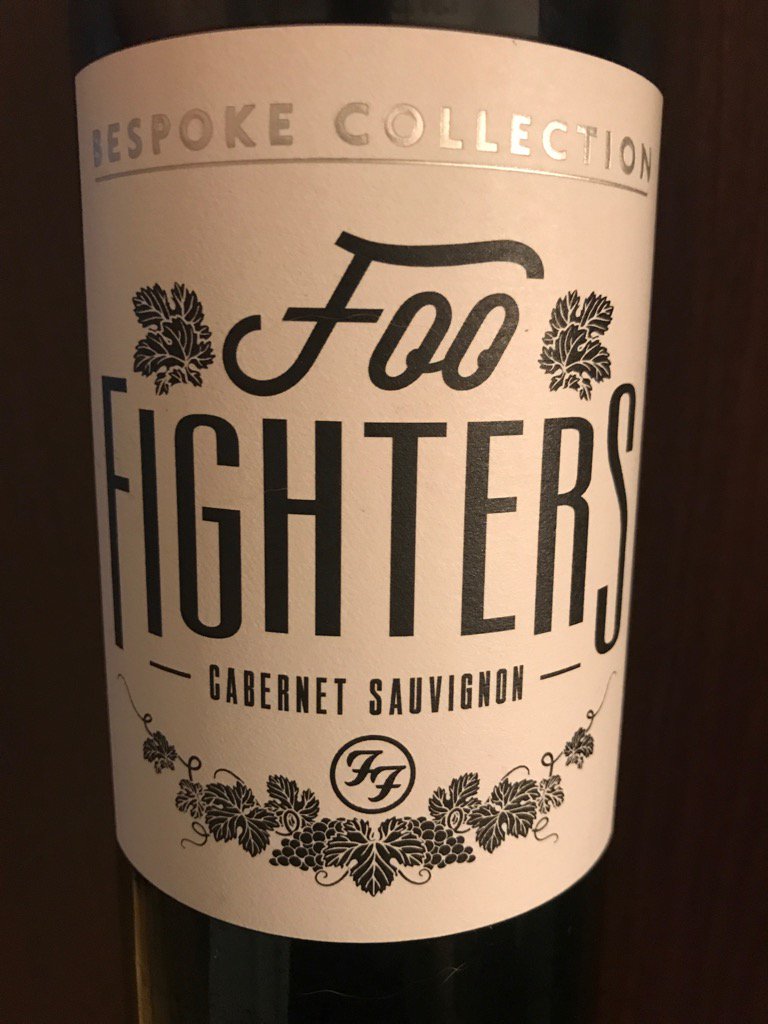 BESPOKE COLLECTION
Foo
FIGHTERS
CABERNET SAUVIGNON
FF